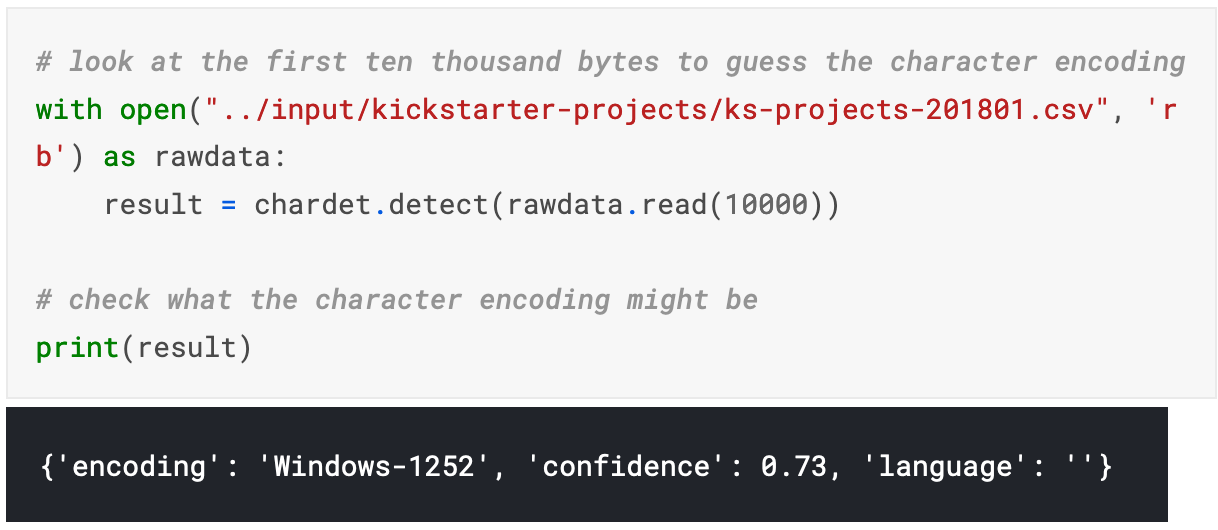 # look at the first ten thousand bytes to guess the character encoding
with open("../input/kickstarter-projects/ks-projects-201801.csv", 'r
b') as rawdata:
    result = chardet.detect(rawdata.read(10000))
# check what the character encoding might be
print(result)
{'encoding': 'Windows-1252', 'confidence': 0.73, 'language': ''}